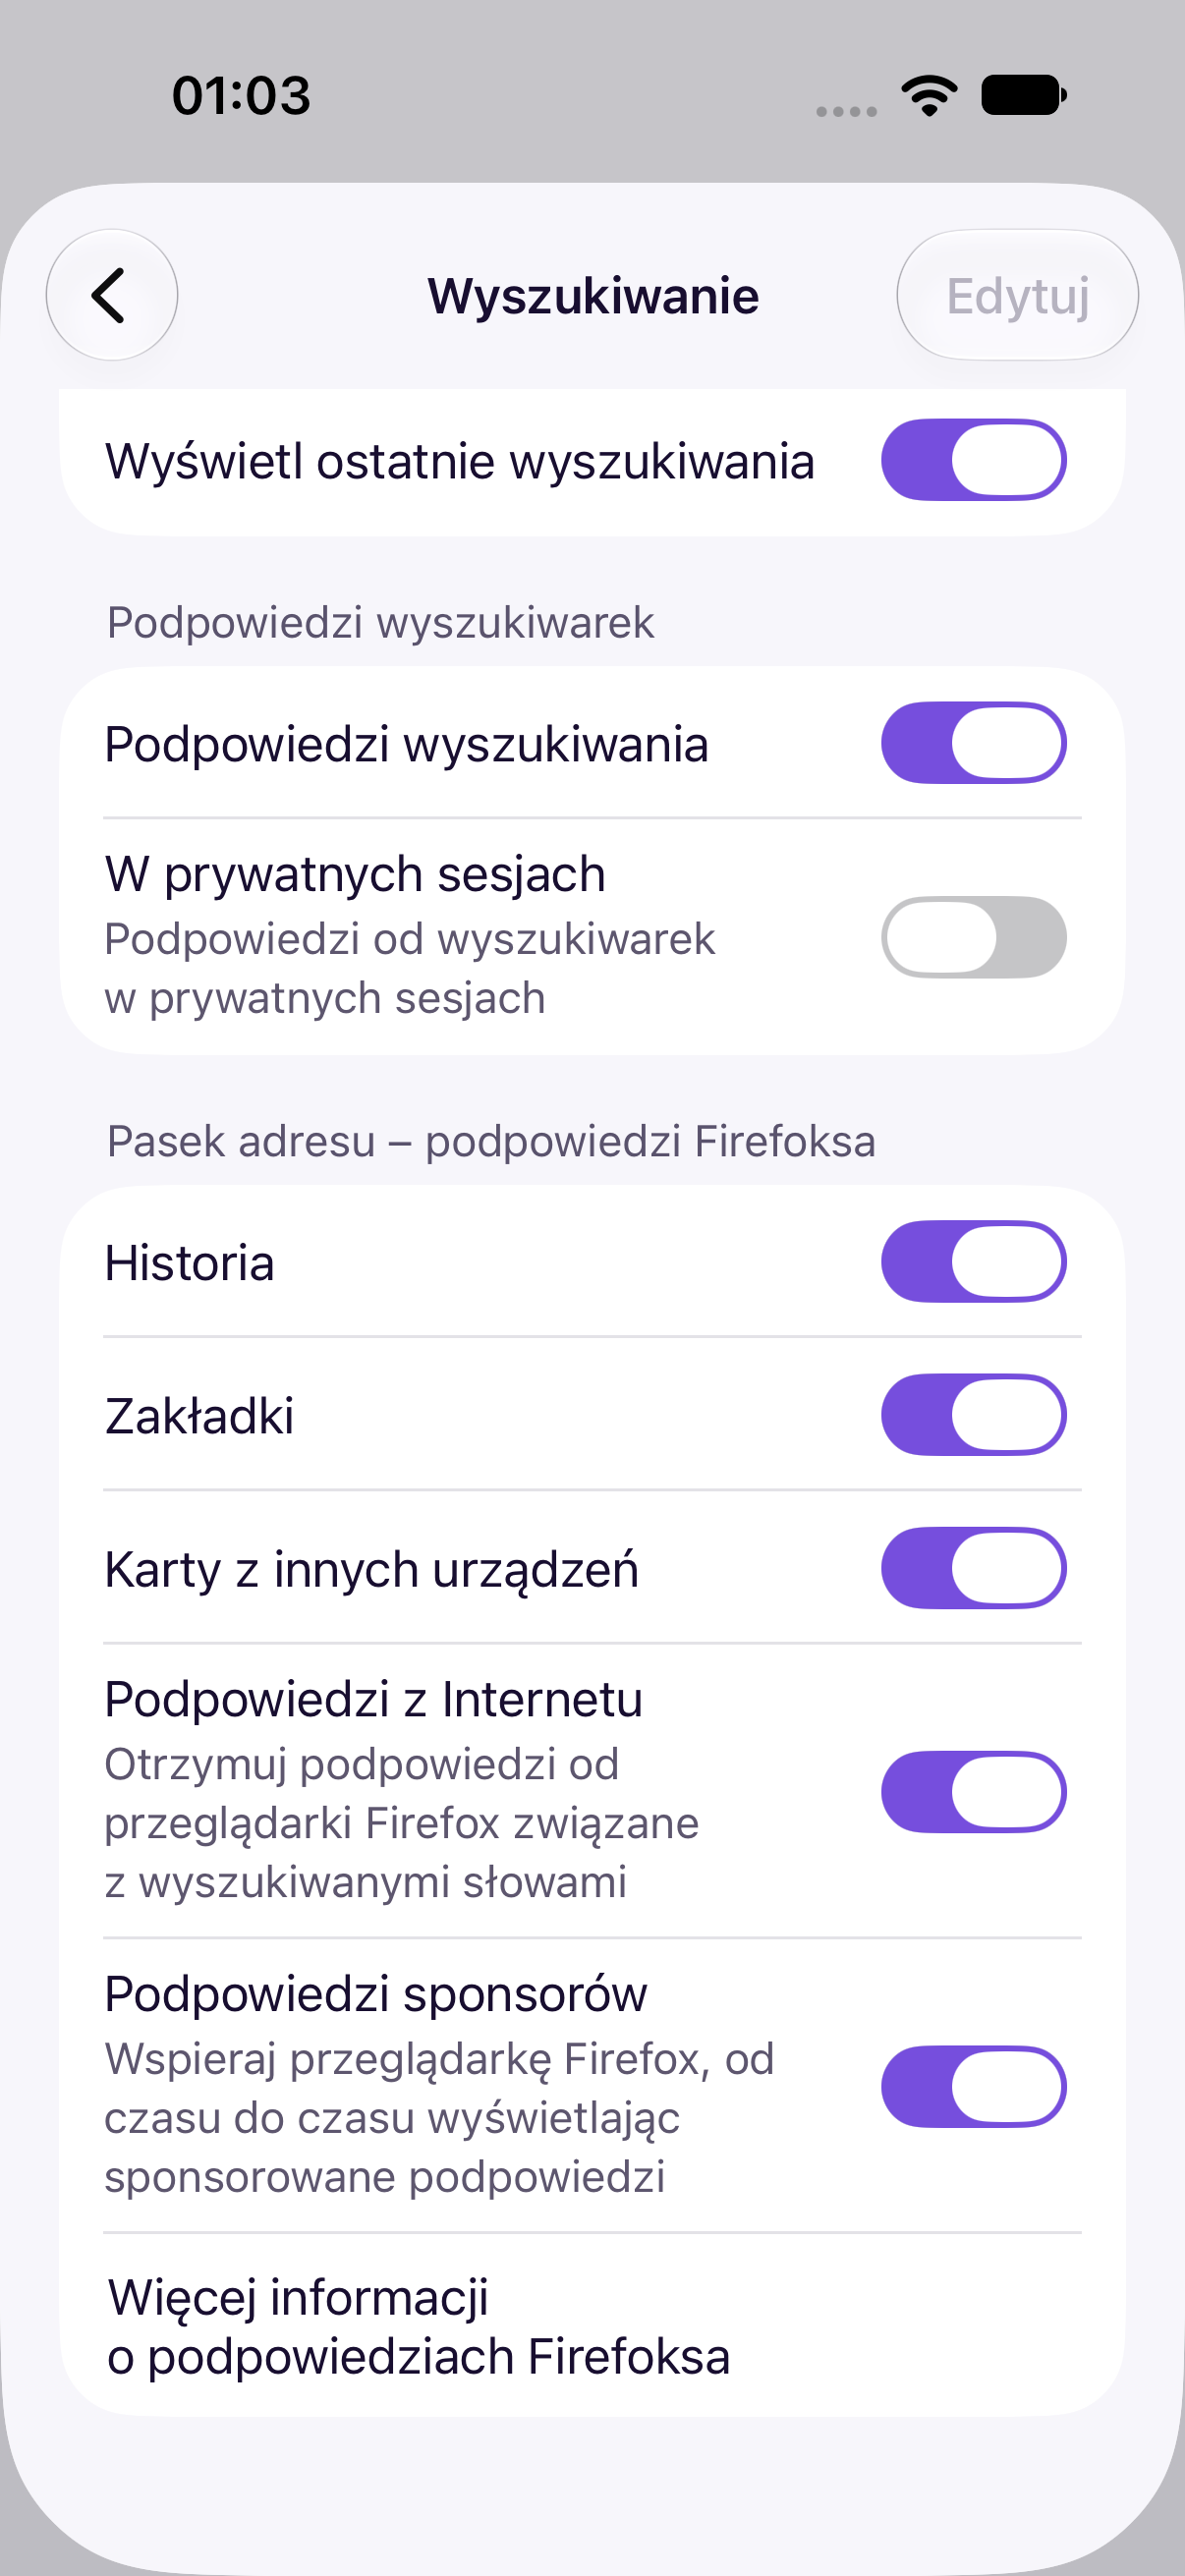 01:03
Wyszukiwanie
Edytuj
Wyświetl ostatnie wyszukiwania
Podpowiedzi wyszukiwarek
Podpowiedzi wyszukiwania
W prywatnych sesjach
Podpowiedzi od wyszukiwarek
w prywatnych sesjach
Pasek adresu – podpowiedzi Firefoksa
Historia
Zakładki
Karty z innych urządzeń
Podpowiedzi z Internetu
Otrzymuj podpowiedzi od
przeglądarki Firefox związane
z wyszukiwanymi słowami
Podpowiedzi sponsorów
Wspieraj przeglądarkę Firefox, od
czasu do czasu wyświetlając
sponsorowane podpowiedzi
Więcej informacji
o podpowiedziach Firefoksa